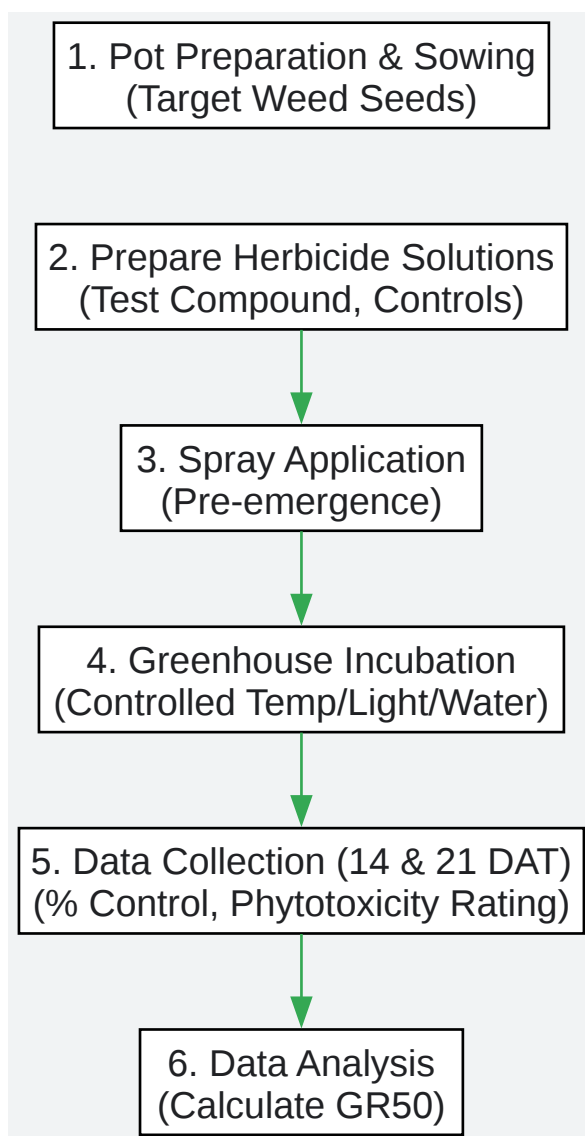 1. Pot Preparation & Sowing
(Target Weed Seeds)
2. Prepare Herbicide Solutions
(Test Compound, Controls)
3. Spray Application
(Pre-emergence)
4. Greenhouse Incubation
(Controlled Temp/Light/Water)
5. Data Collection (14 & 21 DAT)
(% Control, Phytotoxicity Rating)
6. Data Analysis
(Calculate GR50)